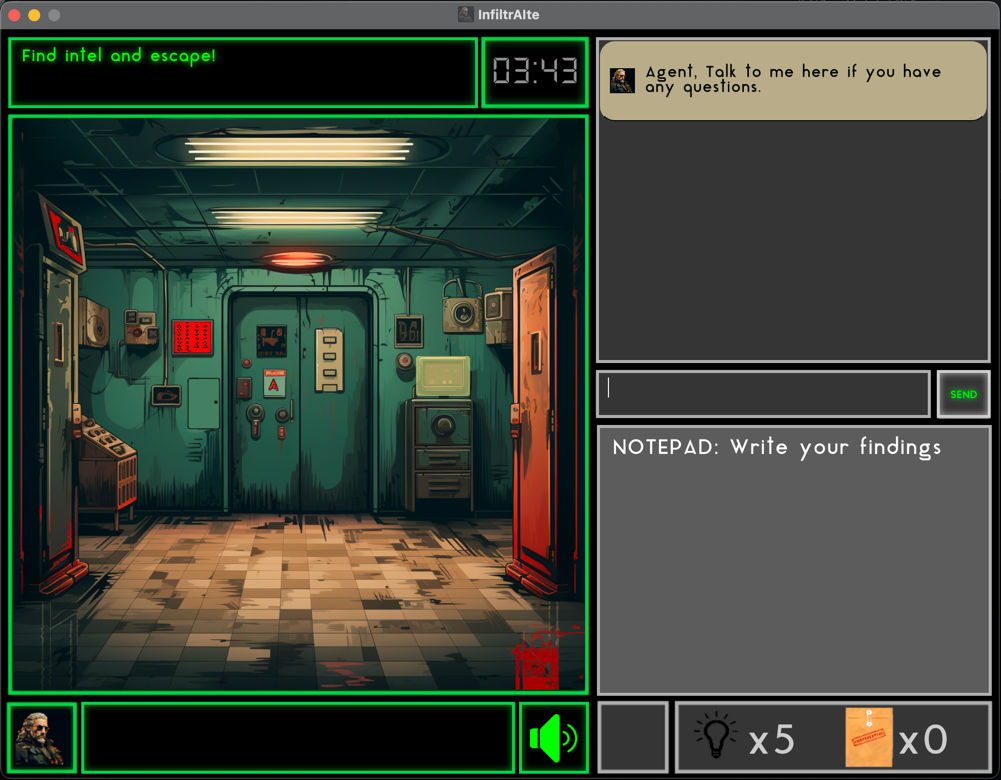 InfiltrAIte
Find intel and escape!
03:43
Agent, Talk to me here if you have
any questions.
SEND
NOTEPAD: Write your findings
x5
x0